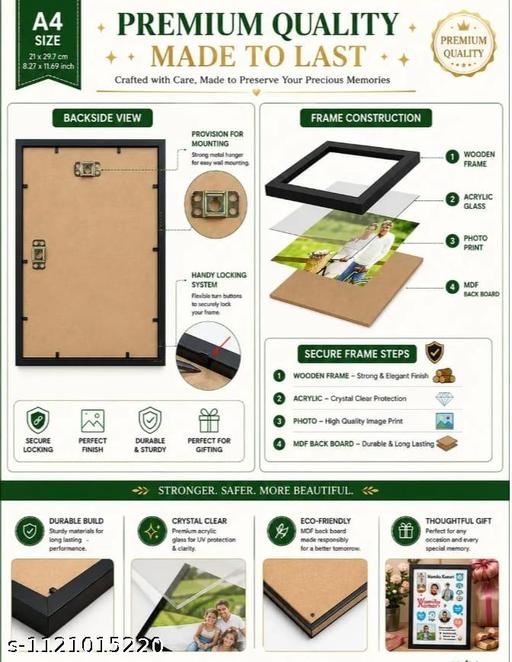 A4
SIZE
21 x 29.7 cm
8.27 x 11.69 inch
PREMIUM QUALITY
MADE TO LAST
Crafted with Care, Made to Preserve Your Precious Memories
PREMIUM
QUALITY
BACKSIDE VIEW
PROVISION FOR
MOUNTING
Strong metal hanger
for easy wall mounting.
HANDY LOCKING
SYSTEM
Flexible turn buttons
to securely lock
your frame.
SECURE
LOCKING
PERFECT
FINISH
DURABLE
& STURDY
PERFECT FOR
GIFTING
FRAME CONSTRUCTION
1 WOODEN
FRAME
2 ACRYLIC
GLASS
3 PHOTO
PRINT
4 MDF
BACK BOARD
SECURE FRAME STEPS
1 WOODEN FRAME – Strong & Elegant Finish
2 ACRYLIC – Crystal Clear Protection
3 PHOTO – High Quality Image Print
4 MDF BACK BOARD – Durable & Long Lasting
STRONGER. SAFER. MORE BEAUTIFUL.
DURABLE BUILD
Sturdy materials for
long lasting -
performance.
CRYSTAL CLEAR
Premium acrylic
glass for UV protection
& clarity.
ECO-FRIENDLY
MDF back board
made responsibly
for a better tomorrow.
THOUGHTFUL GIFT
Perfect for any
occasion and every
special memory.
s-1121015220